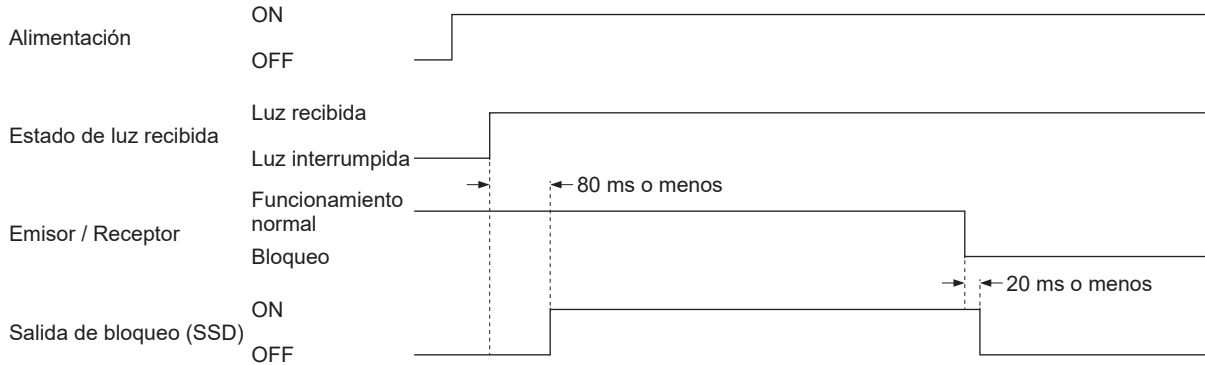 ON
Alimentación
OFF
Luz recibida
Estado de luz recibida
Luz interrumpida
80 ms o menos
Funcionamiento
normal
Emisor / Receptor
Bloqueo
20 ms o menos
ON
Salida de bloqueo (SSD)
OFF